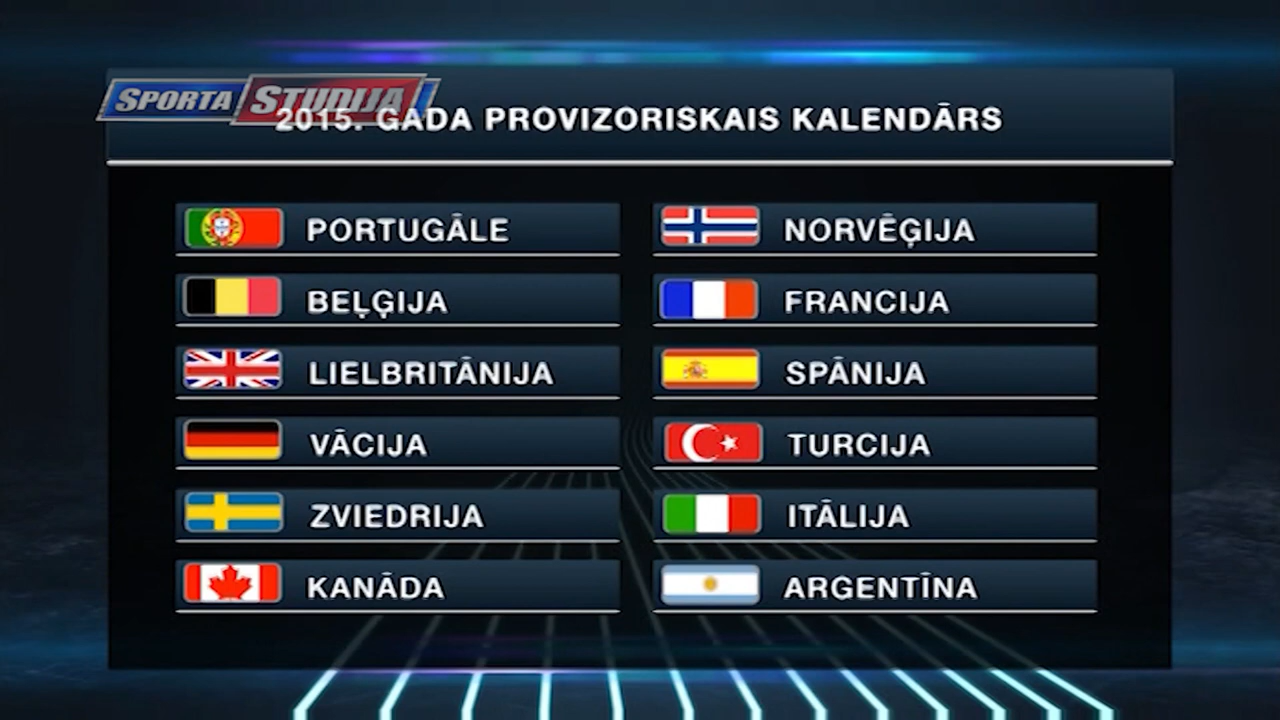 SPORTA STUDIJA
2015. GADA PROVIZORISKAIS KALENDĀRS
PORTUGĀLE
BEĻĢIJA
LIELBRITĀNIJA
VĀCIJA
ZVIEDRIJA
KANĀDA
NORVĒĢIJA
FRANCIJA
SPĀNIJA
TURCIJA
ITĀLIJA
ARGENTĪNA